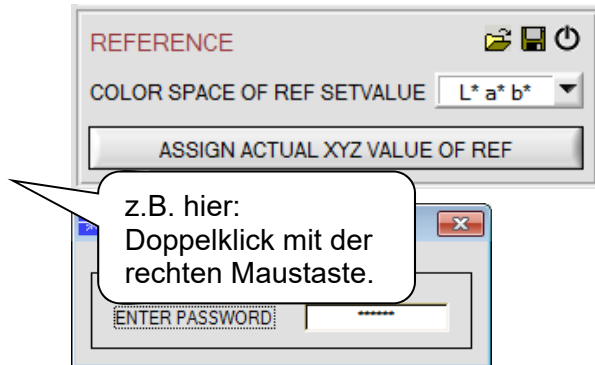 REFERENCE
COLOR SPACE OF REF SETVALUE L* a* b*
ASSIGN ACTUAL XYZ VALUE OF REF
z.B. hier:
Doppelklick mit der
rechten Maustaste.
ENTER PASSWORD ******